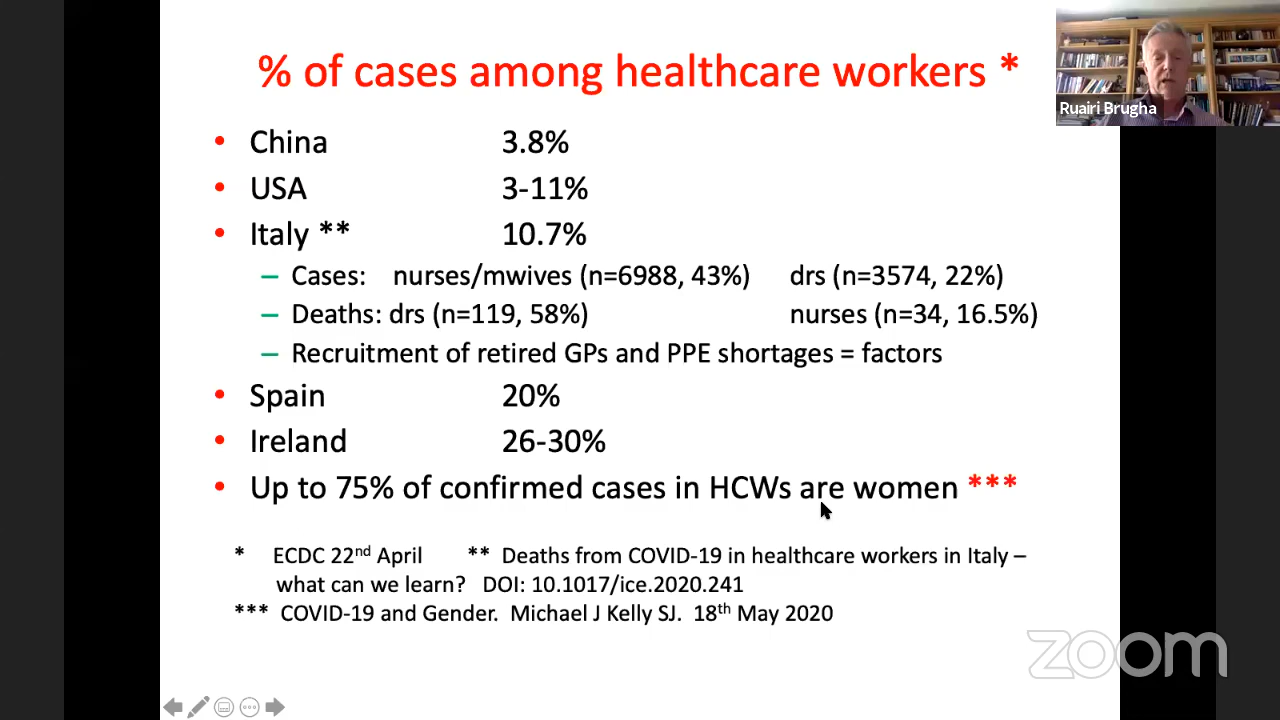 % of cases among healthcare workers *
Ruairi Brugha
• China 3.8%
• USA 3-11%
• Italy ** 10.7%
– Cases: nurses/mwives (n=6988, 43%) drs (n=3574, 22%)
– Deaths: drs (n=119, 58%) nurses (n=34, 16.5%)
– Recruitment of retired GPs and PPE shortages = factors
• Spain 20%
• Ireland 26-30%
• Up to 75% of confirmed cases in HCWs are women ***
* ECDC 22nd April ** Deaths from COVID-19 in healthcare workers in Italy –
what can we learn? DOI: 10.1017/ice.2020.241
*** COVID-19 and Gender. Michael J Kelly SJ. 18th May 2020
zoom